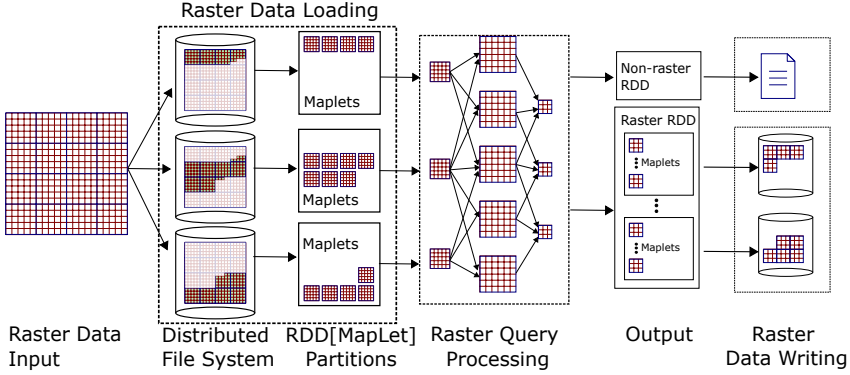 Raster Data Loading
Maplets
Maplets
Maplets
Non-raster
RDD
Raster RDD
Maplets
Maplets
Raster Data
Input
Distributed
File System
RDD[MapLet]
Partitions
Raster Query
Processing
Output
Raster
Data Writing